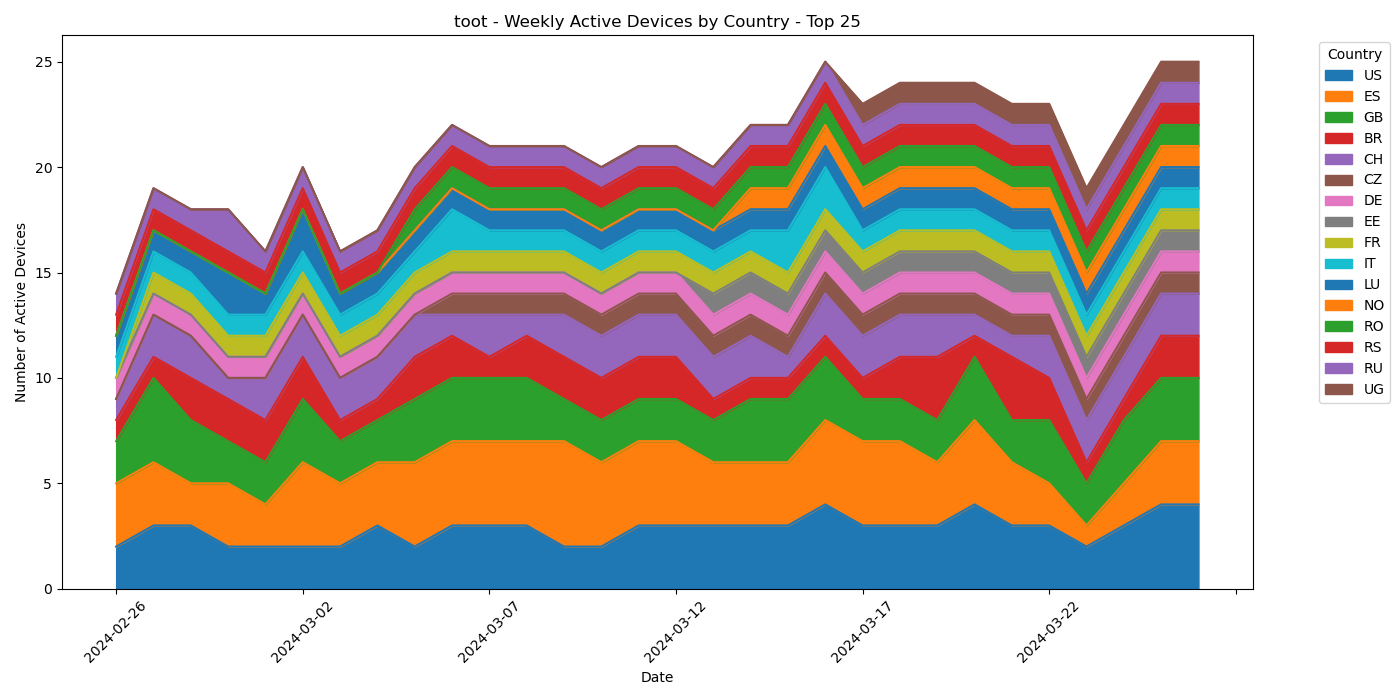 toot - Weekly Active Devices by Country - Top 25
Number of Active Devices
25
20
15
10
5
0
2024-02-26
2024-03-02
2024-03-07
2024-03-12
2024-03-17
2024-03-22
Date
Country
US
ES
GB
BR
CH
CZ
DE
EE
FR
IT
LU
NO
RO
RS
RU
UG